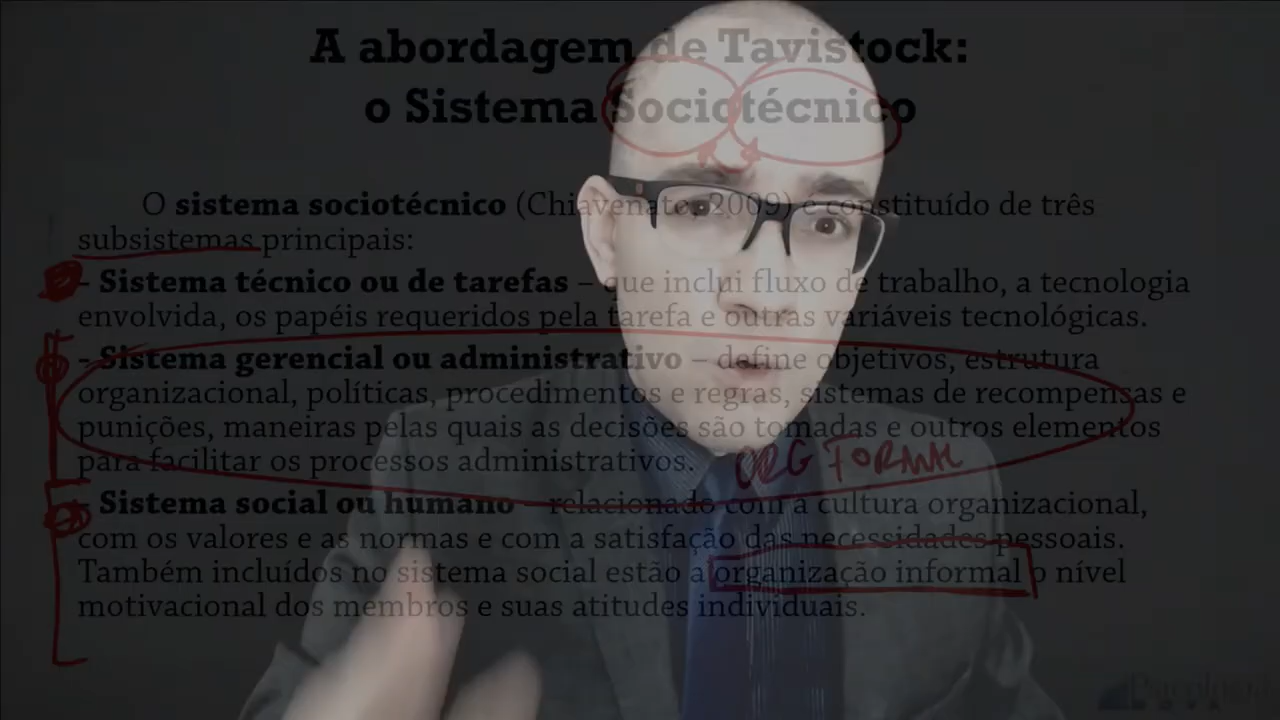 A abordagem de Tavistock:
o Sistema Sociotécnico
O sistema sociotécnico (Chiavenato, 2009) é constituído de três
subsistemas principais:
- Sistema técnico ou de tarefas – que inclui fluxo de trabalho, a tecnologia
envolvida, os papéis requeridos pela tarefa e outras variáveis tecnológicas.
- Sistema gerencial ou administrativo – define objetivos, estrutura
organizacional, políticas, procedimentos e regras, sistemas de recompensas e
punições, maneiras pelas quais as decisões são tomadas e outros elementos
para facilitar os processos administrativos.
ORG FORMAL
- Sistema social ou humano – relacionado com a cultura organizacional,
com os valores e as normas e com a satisfação das necessidades pessoais.
Também incluídos no sistema social estão a organização informal o nível
motivacional dos membros e suas atitudes individuais.